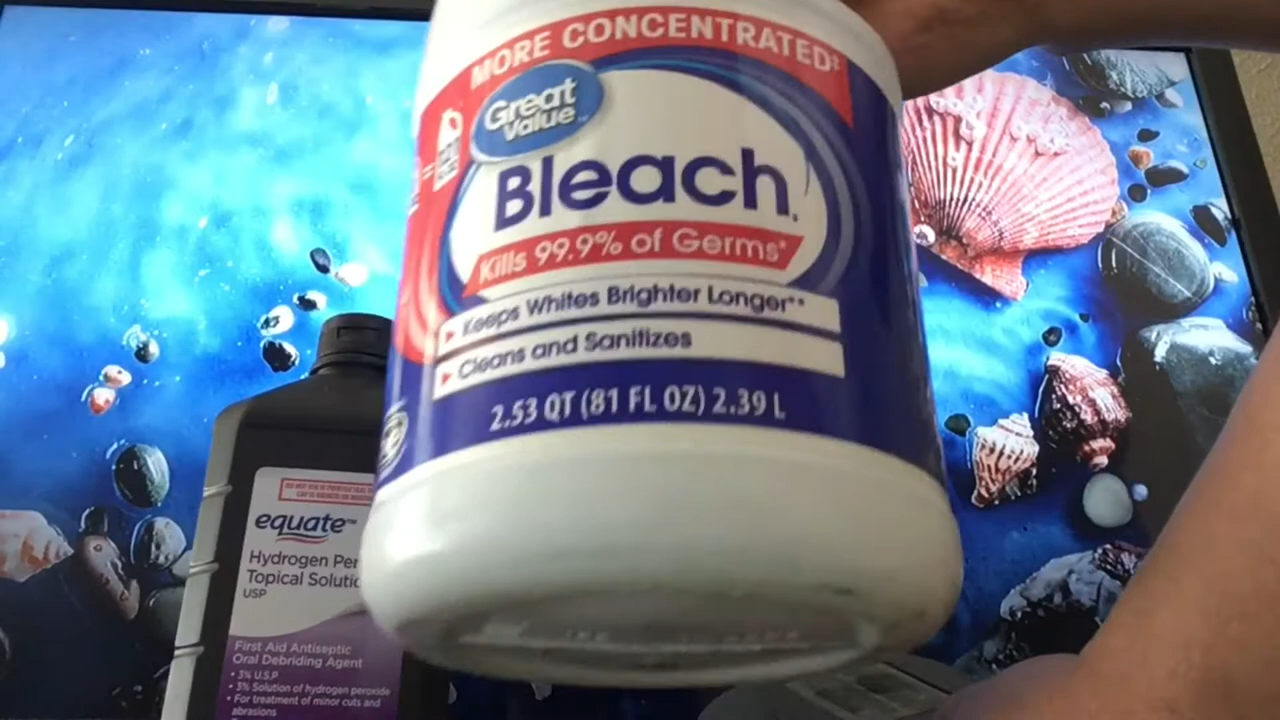 MORE CONCENTRATED‡
Great
Value™
Bleach.
Kills 99.9% of Germs*
Keeps Whites Brighter Longer**
Cleans and Sanitizes
2.53 QT (81 FL OZ) 2.39 L
equate™
Hydrogen Per
Topical Solutio
USP
First Aid Antiseptic
Oral Debriding Agent
• 3% U.S.P
• 3% Solution of hydrogen peroxide
• For treatment of minor cuts and
abrasions